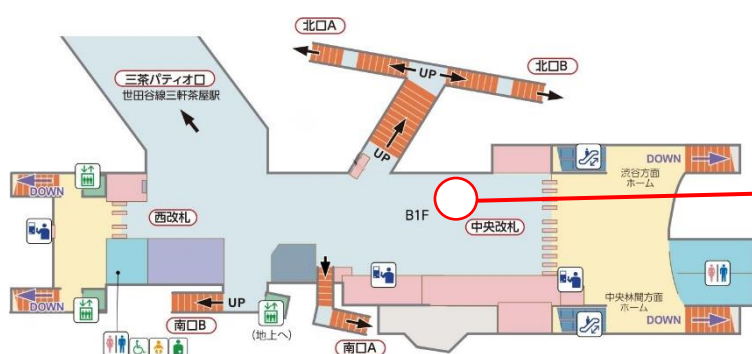 北口A
UP
北口B
三茶パティオ口
世田谷線三軒茶屋駅
UP
DOWN
西改札
B1F
中央改札
DOWN
渋谷方面
ホーム
DOWN
UP
南口B
(地上へ)
南口A
中央林間方面
ホーム
DOWN